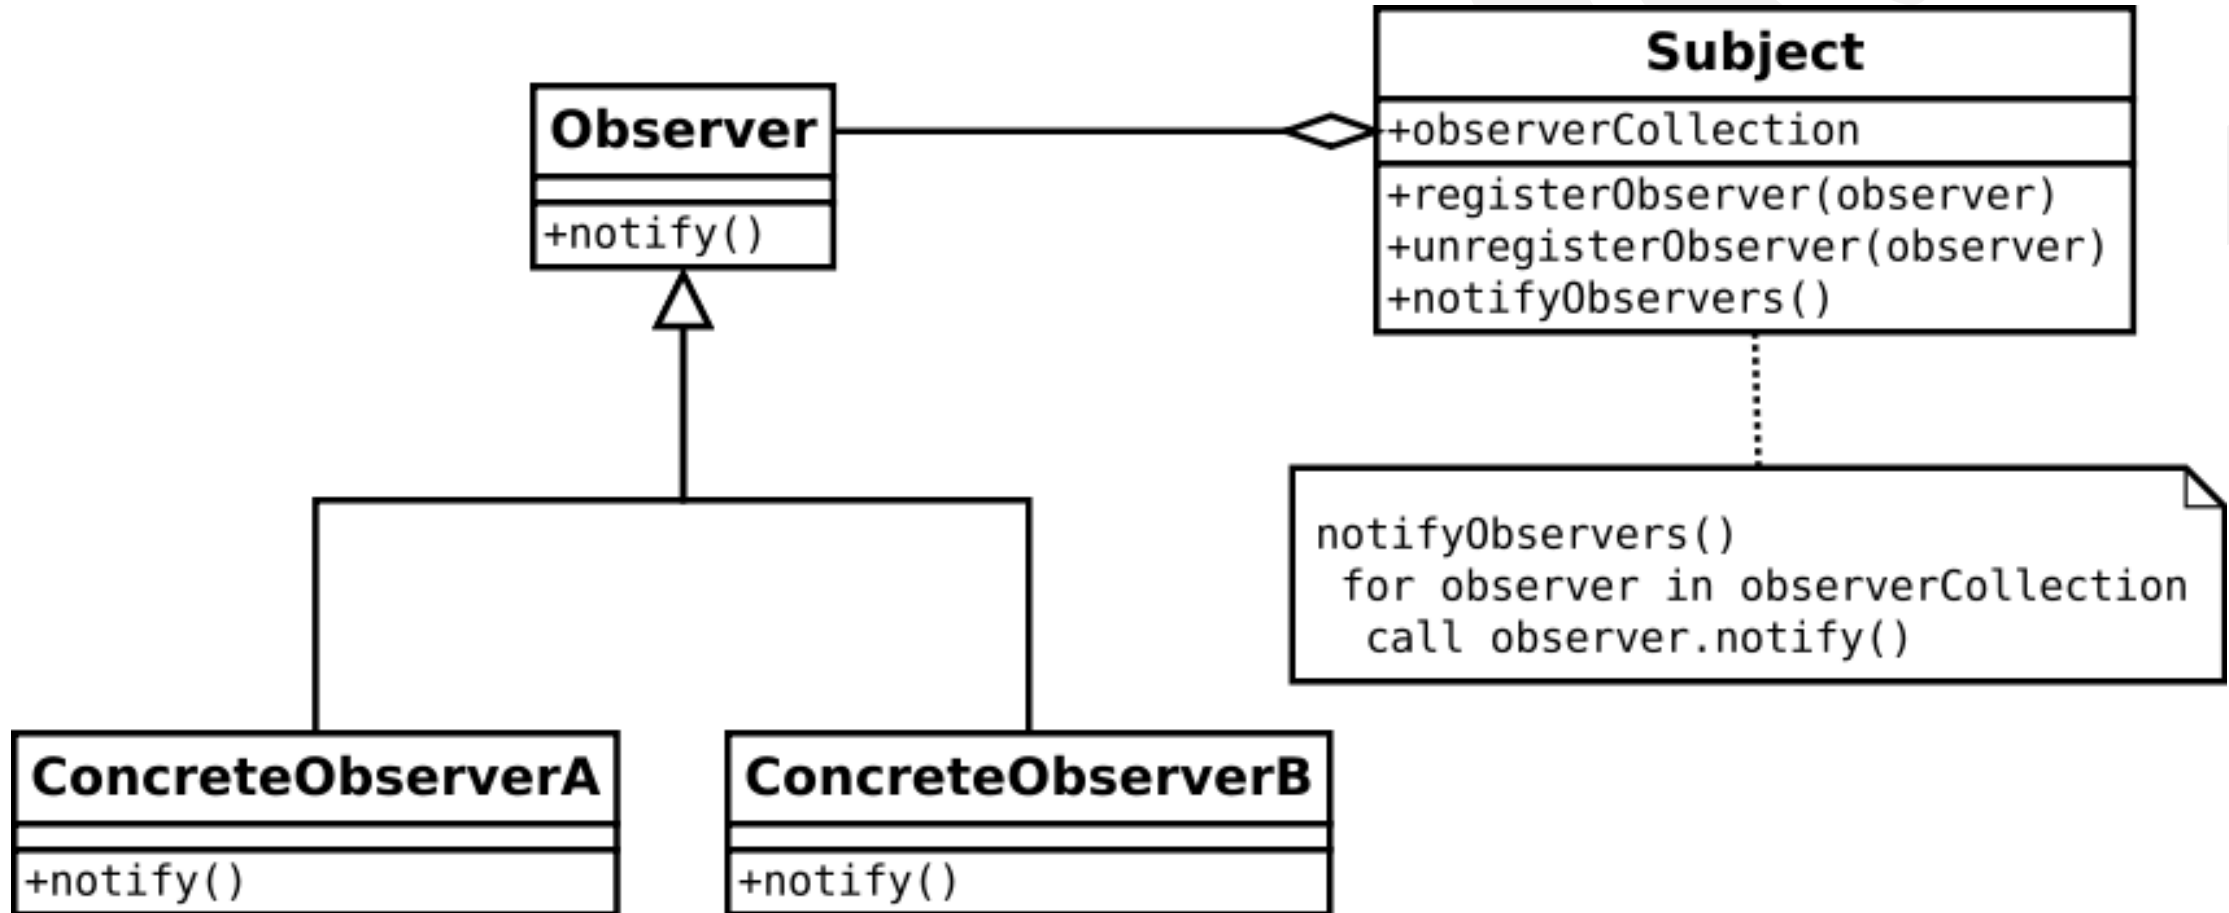 Subject
+observerCollection
+registerObserver(observer)
+unregisterObserver(observer)
+notifyObservers()
Observer
+notify()
notifyObservers()
for observer in observerCollection
call observer.notify()
ConcreteObserverA
+notify()
ConcreteObserverB
+notify()